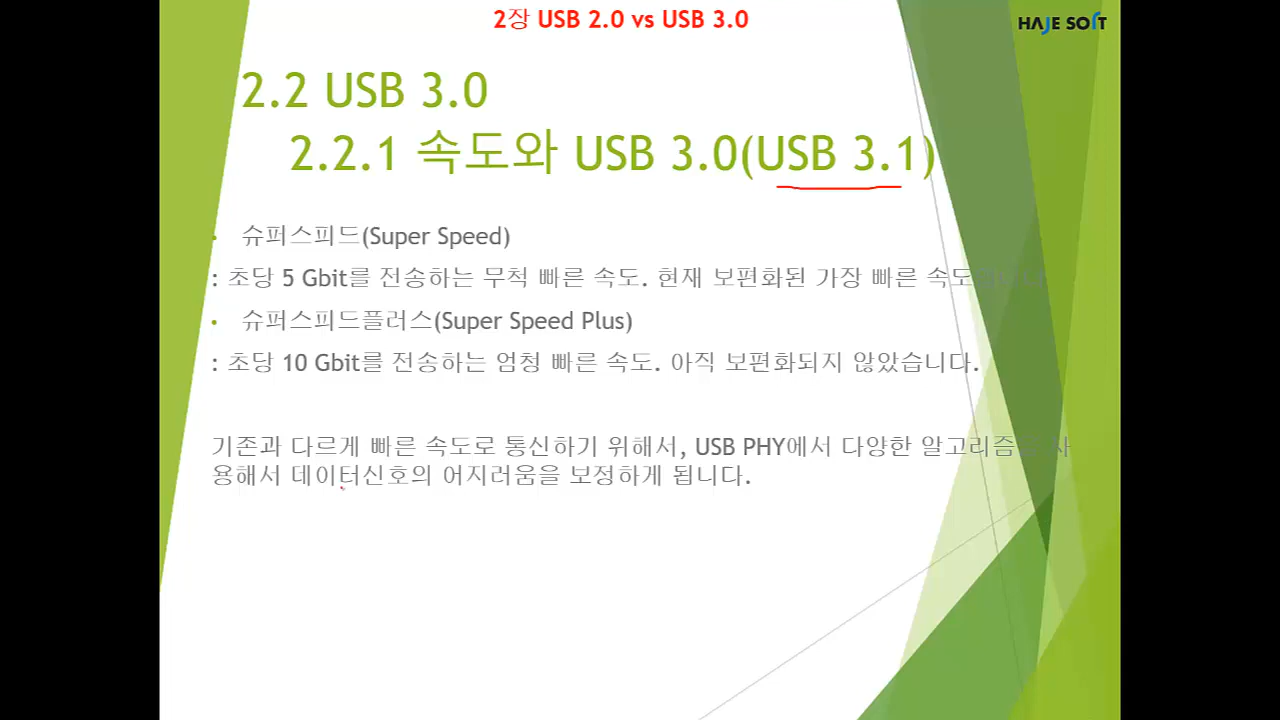 2장 USB 2.0 vs USB 3.0
HAJE SOFT
2.2 USB 3.0
2.2.1 속도와 USB 3.0(USB 3.1)
• 슈퍼스피드(Super Speed)
: 초당 5 Gbit를 전송하는 무척 빠른 속도. 현재 보편화된 가장 빠른 속도입니다
• 슈퍼스피드플러스(Super Speed Plus)
: 초당 10 Gbit를 전송하는 엄청 빠른 속도. 아직 보편화되지 않았습니다.
기존과 다르게 빠른 속도로 통신하기 위해서, USB PHY에서 다양한 알고리즘을 사
용해서 데이터신호의 어지러움을 보정하게 됩니다.